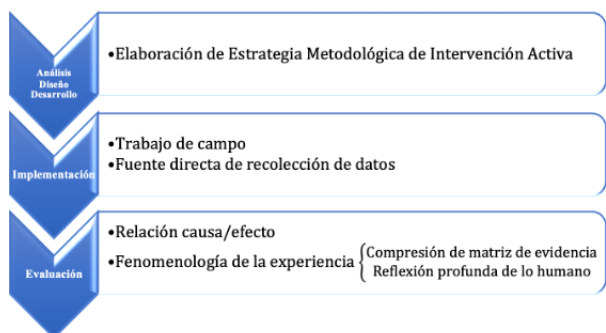 Análisis
Diseño
Desarrollo
•Elaboración de Estrategia Metodológica de Intervención Activa
Implementación
•Trabajo de campo
•Fuente directa de recolección de datos
Evaluación
•Relación causa/efecto
•Fenomenología de la experiencia
Compresión de matriz de evidencia
Reflexión profunda de lo humano